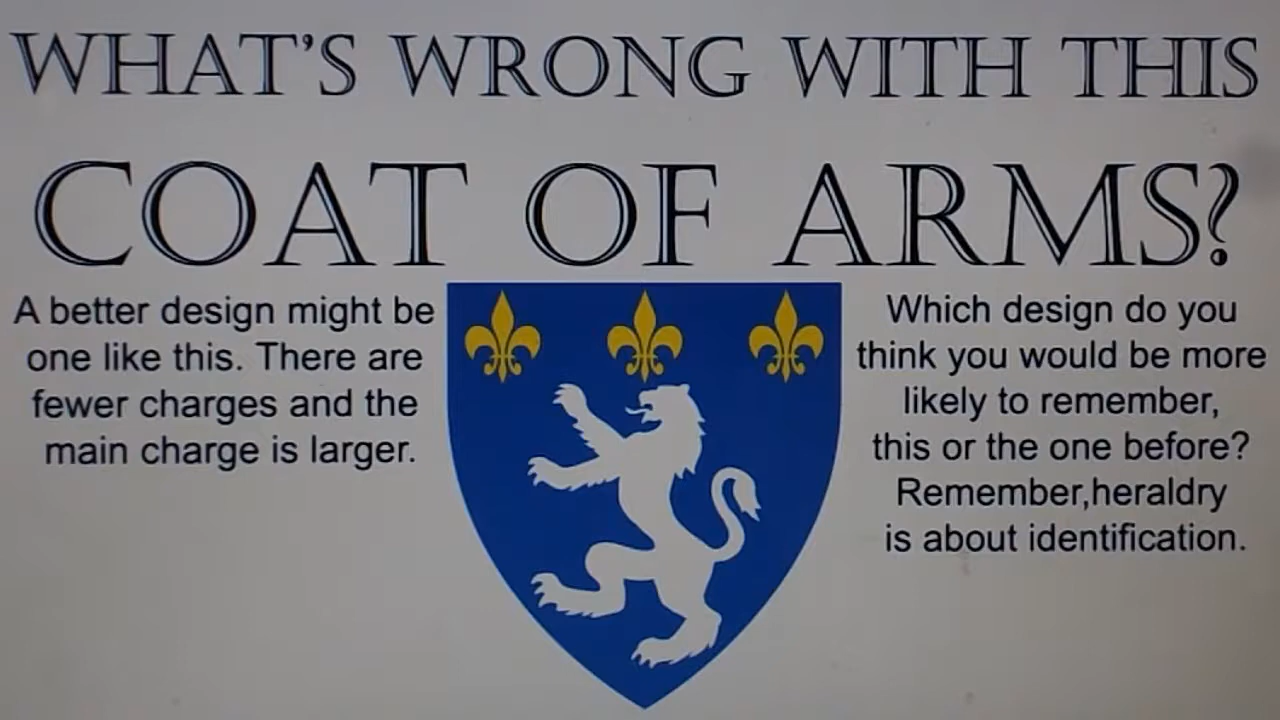 WHAT'S WRONG WITH THIS
COAT OF ARMS?
A better design might be
one like this. There are
fewer charges and the
main charge is larger.
Which design do you
think you would be more
likely to remember,
this or the one before?
Remember,heraldry
is about identification.